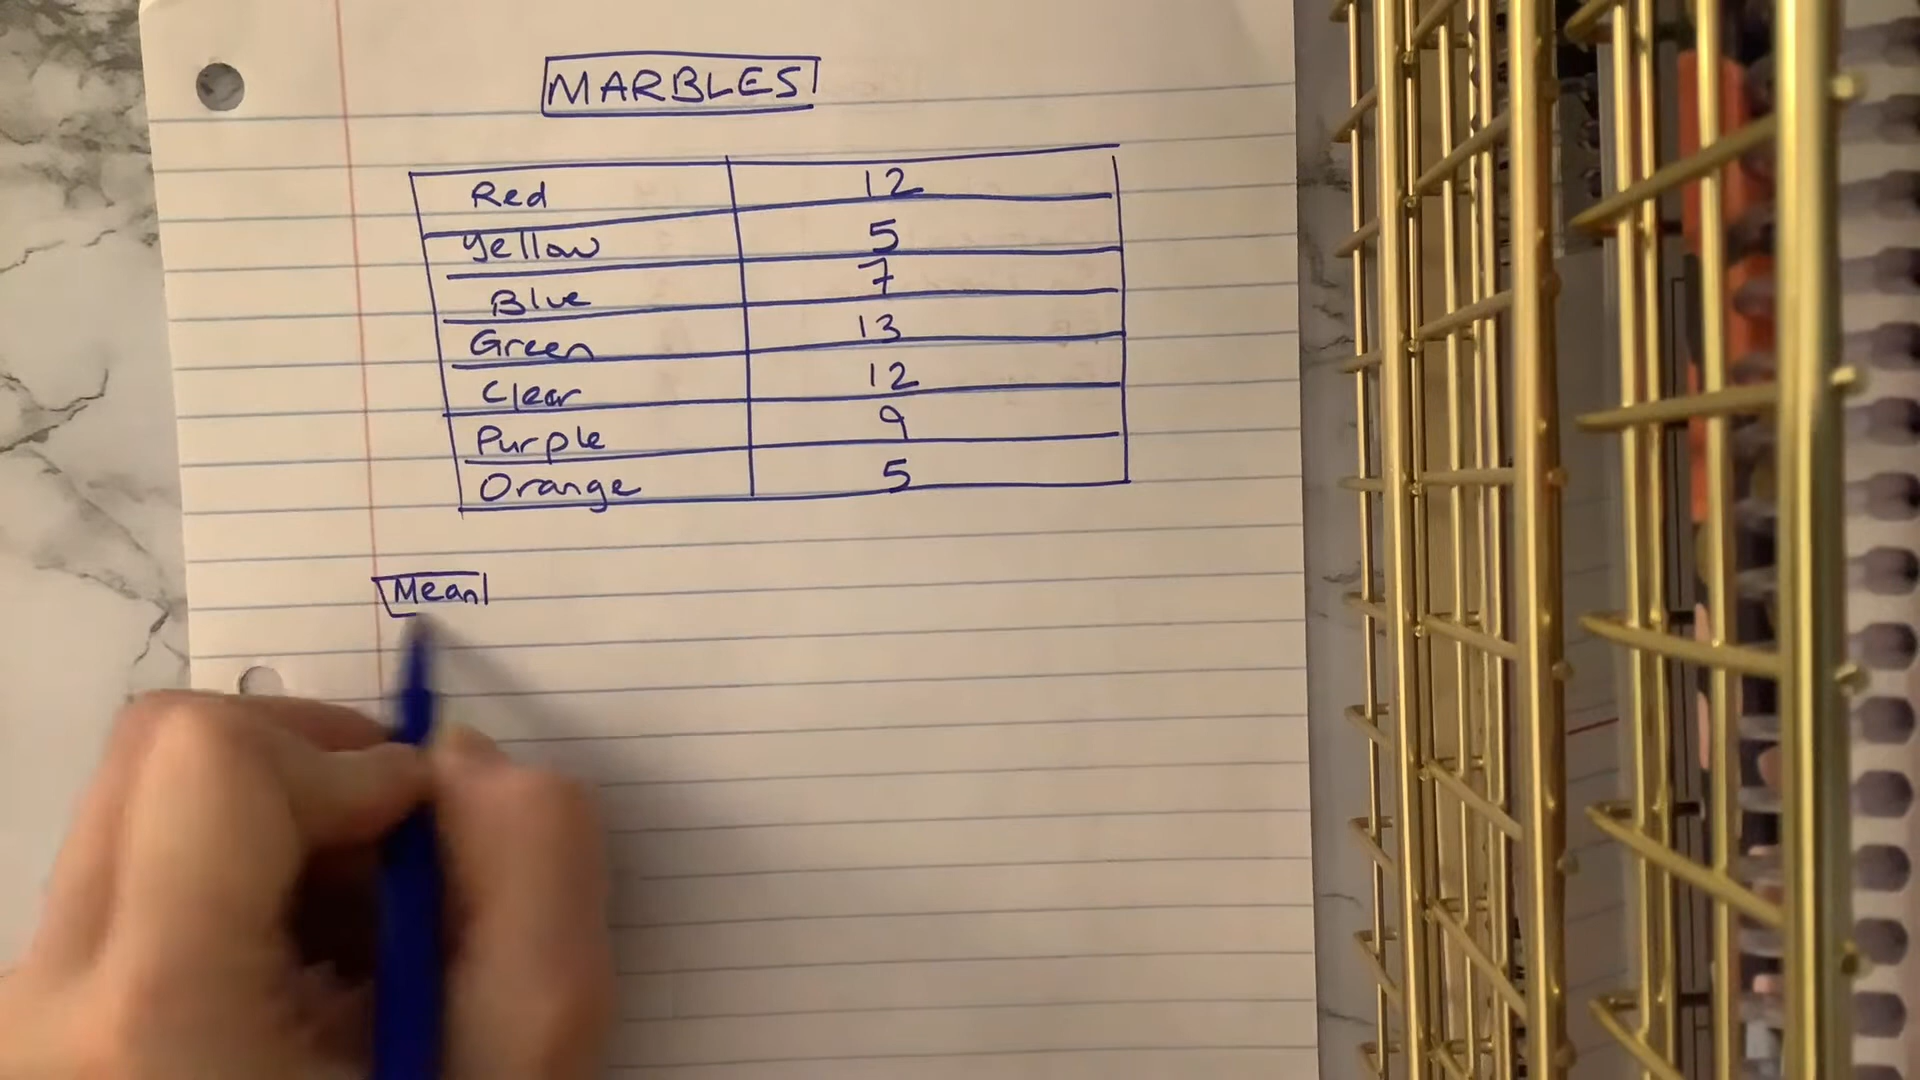 MARBLES
Red 12
Yellow 5
Blue 7
Green 13
Clear 12
Purple 9
Orange 5
Mean